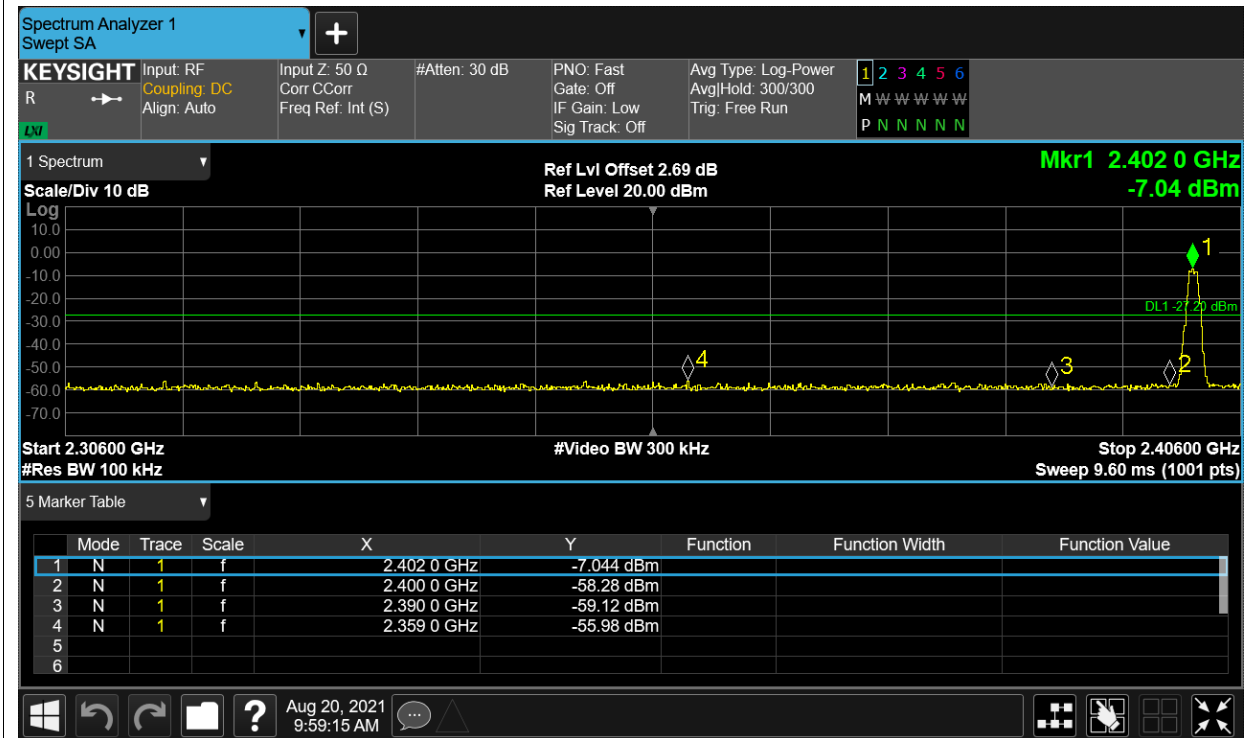 Spectrum Analyzer 1
Swept SA
KEYSIGHT
R
LXI
Input: RF
Coupling: DC
Align: Auto
Input Z: 50 Ω
Corr CCorr
Freq Ref: Int (S)
#Atten: 30 dB
PNO: Fast
Gate: Off
IF Gain: Low
Sig Track: Off
Avg Type: Log-Power
Avg|Hold: 300/300
Trig: Free Run
1 2 3 4 5 6
M W W W W W
P N N N N N
1 Spectrum
Scale/Div 10 dB
Ref Lvl Offset 2.69 dB
Ref Level 20.00 dBm
Mkr1 2.402 0 GHz
-7.04 dBm
Log
10.0
0.00
-10.0
-20.0
-30.0
-40.0
-50.0
-60.0
-70.0
1
DL1 -27.20 dBm
4
3
2
Start 2.30600 GHz
#Res BW 100 kHz
#Video BW 300 kHz
Stop 2.40600 GHz
Sweep 9.60 ms (1001 pts)
5 Marker Table
Mode Trace Scale X Y Function Function Width Function Value
1 N 1 f 2.402 0 GHz -7.044 dBm
2 N 1 f 2.400 0 GHz -58.28 dBm
3 N 1 f 2.390 0 GHz -59.12 dBm
4 N 1 f 2.359 0 GHz -55.98 dBm
5
6
?
Aug 20, 2021
9:59:15 AM